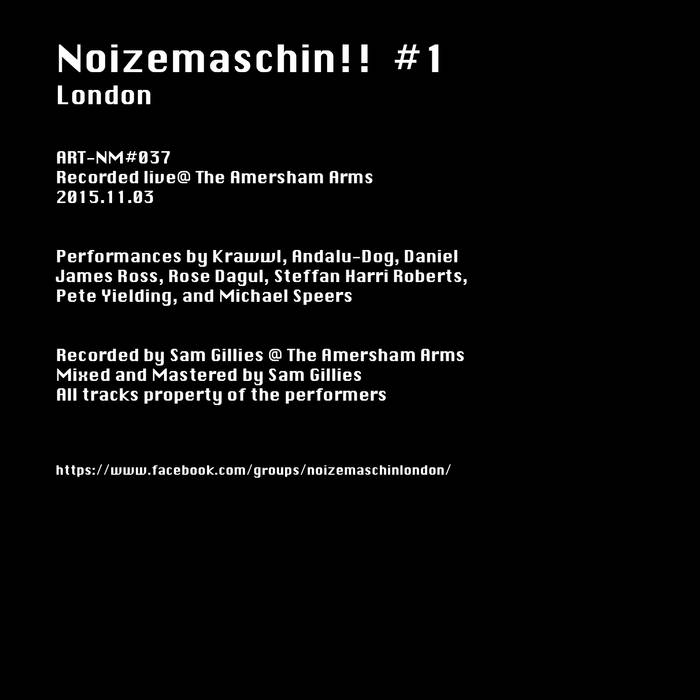 Noizemaschin!! #1
London
ART-NM#037
Recorded live@ The Amersham Arms
2015.11.03
Performances by Krawwl, Andalu-Dog, Daniel
James Ross, Rose Dagul, Steffan Harri Roberts,
Pete Yielding, and Michael Speers
Recorded by Sam Gillies @ The Amersham Arms
Mixed and Mastered by Sam Gillies
All tracks property of the performers
https://www.facebook.com/groups/noizemaschinlondon/